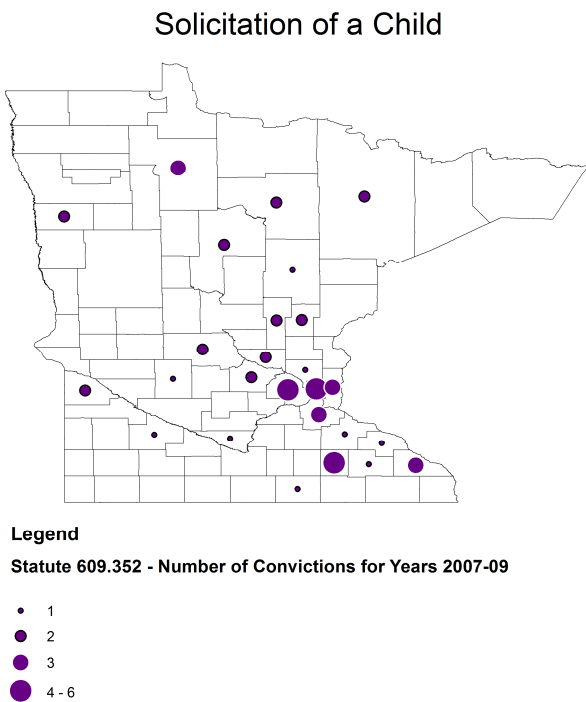 Solicitation of a Child
Legend
Statute 609.352 - Number of Convictions for Years 2007-09
1
2
3
4 - 6